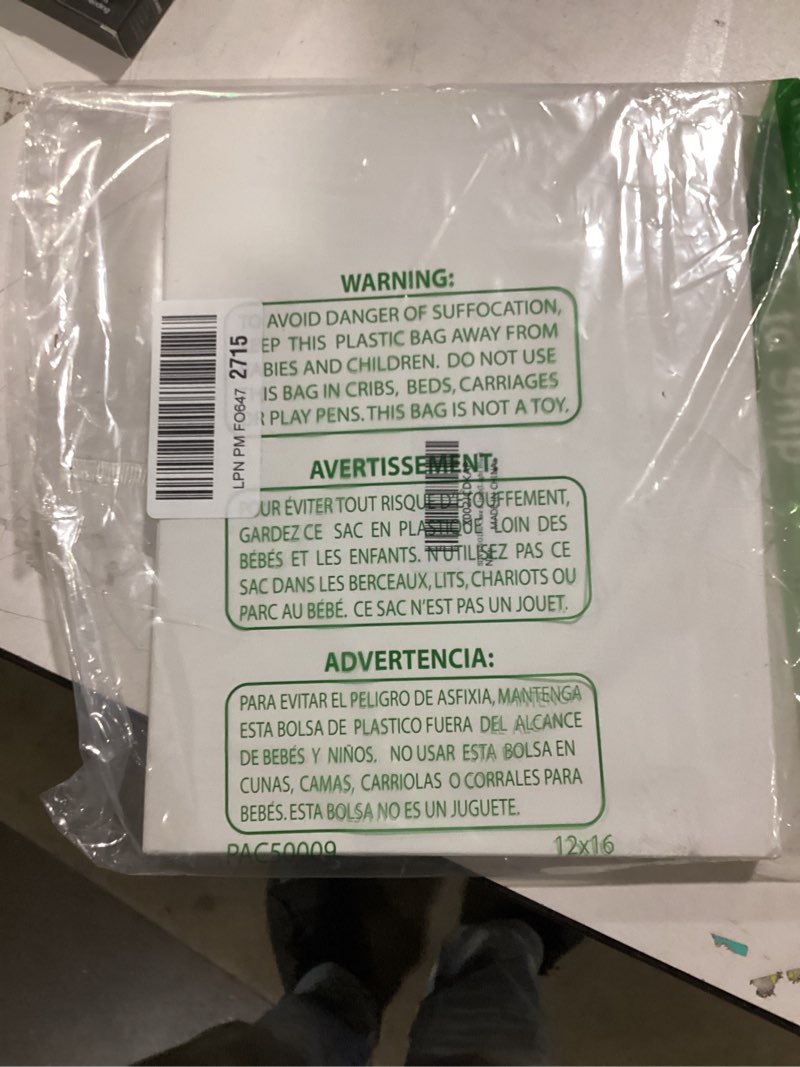 WARNING:
TO AVOID DANGER OF SUFFOCATION,
EP THIS PLASTIC BAG AWAY FROM
BIES AND CHILDREN. DO NOT USE
IS BAG IN CRIBS, BEDS, CARRIAGES
R PLAY PENS. THIS BAG IS NOT A TOY.
LPN PM FO647 2715
AVERTISSEMENT:
POUR ÉVITER TOUT RISQUE D'ÉTOUFFEMENT,
GARDEZ CE SAC EN PLASTIQUE LOIN DES
BÉBÉS ET LES ENFANTS. N'UTILISEZ PAS CE
SAC DANS LES BERCEAUX, LITS, CHARIOTS OU
PARC AU BÉBÉ. CE SAC N'EST PAS UN JOUET.
ADVERTENCIA:
PARA EVITAR EL PELIGRO DE ASFIXIA, MANTENGA
ESTA BOLSA DE PLASTICO FUERA DEL ALCANCE
DE BEBÉS Y NIÑOS. NO USAR ESTA BOLSA EN
CUNAS, CAMAS, CARRIOLAS O CORRALES PARA
BEBÉS. ESTA BOLSA NO ES UN JUGUETE.
PAC50009
12x16